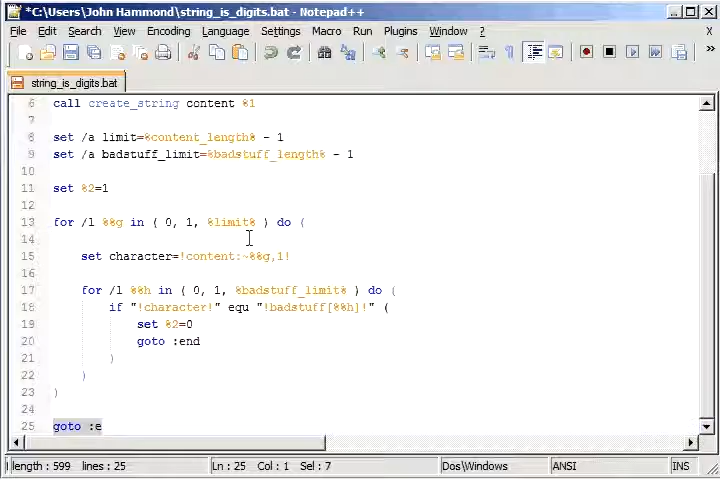 *C:\Users\John Hammond\string_is_digits.bat - Notepad++
File Edit Search View Encoding Language Settings Macro Run Plugins Window ? X
string_is_digits.bat
6 call create_string content %1
7
8 set /a limit=%content_length% - 1
9 set /a badstuff_limit=%badstuff_length% - 1
10
11 set %2=1
12
13 for /l %%g in ( 0, 1, %limit% ) do (
14
15 set character=!content:~%%g,1!
16
17 for /l %%h in ( 0, 1, %badstuff_limit% ) do (
18 if "!character!" equ "!badstuff[%%h]!" (
19 set %2=0
20 goto :end
21 )
22 )
23 )
24
25 goto :e
length : 599 lines : 25 Ln : 25 Col : 1 Sel : 7 Dos\Windows ANSI INS